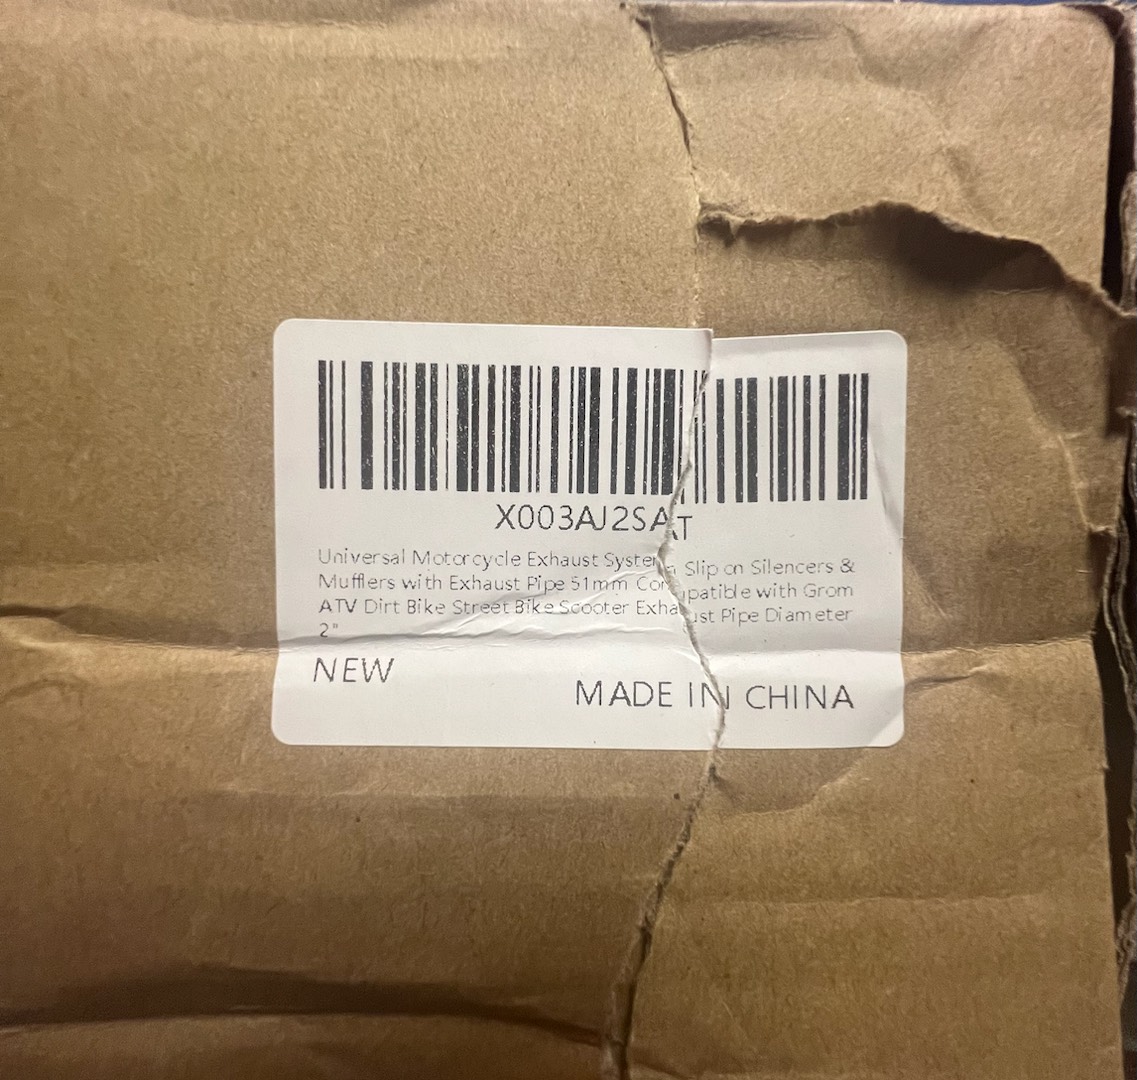 X003AJ2SAT
Universal Motorcycle Exhaust System Slip on Silencers &
Mufflers with Exhaust Pipe 51mm Compatible with Grom
ATV Dirt Bike Street Bike Scooter Exhaust Pipe Diameter
2"
NEW
MADE IN CHINA